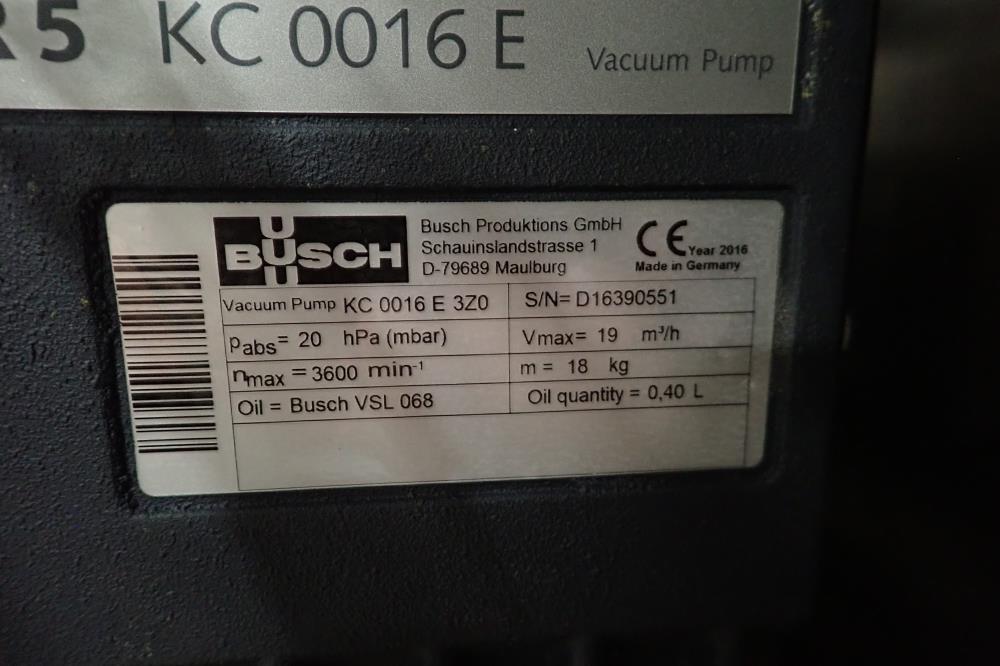 R5 KC 0016 E Vacuum Pump
BUSCH
Busch Produktions GmbH
Schauinslandstrasse 1
D-79689 Maulburg
CE Year 2016
Made in Germany
Vacuum Pump KC 0016 E 3Z0 S/N= D16390551
pabs= 20 hPa (mbar) Vmax= 19 m³/h
nmax = 3600 min-1 m = 18 kg
Oil = Busch VSL 068 Oil quantity = 0,40 L